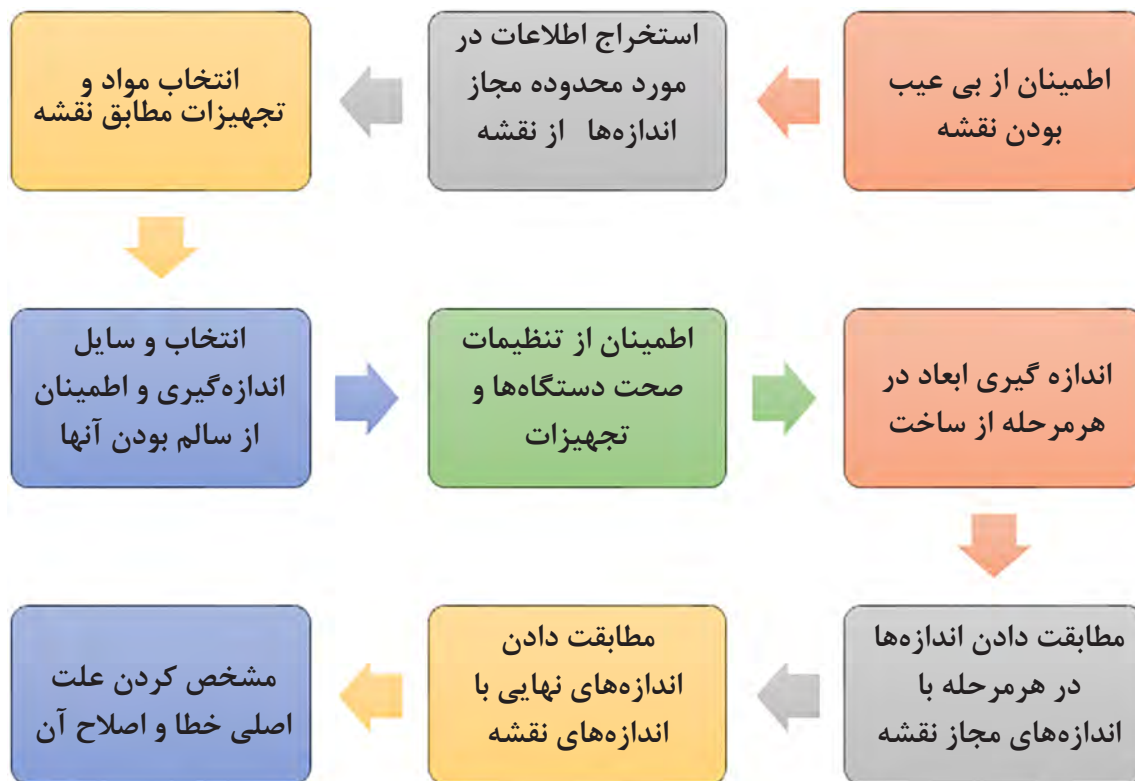 اطمینان از بی عیب
بودن نقشه
استخراج اطلاعات در
مورد محدوده مجاز
اندازه‌ها از نقشه
انتخاب مواد و
تجهیزات مطابق نقشه
انتخاب و سایل
اندازه‌گیری و اطمینان
از سالم بودن آنها
اطمینان از تنظیمات
صحت دستگاه‌ها و
تجهیزات
اندازه گیری ابعاد در
هرمرحله از ساخت
مطابقت دادن اندازه‌ها
در هرمرحله با
اندازه‌های مجاز نقشه
مطابقت دادن
اندازه‌های نهایی با
اندازه‌های نقشه
مشخص کردن علت
اصلی خطا و اصلاح آن